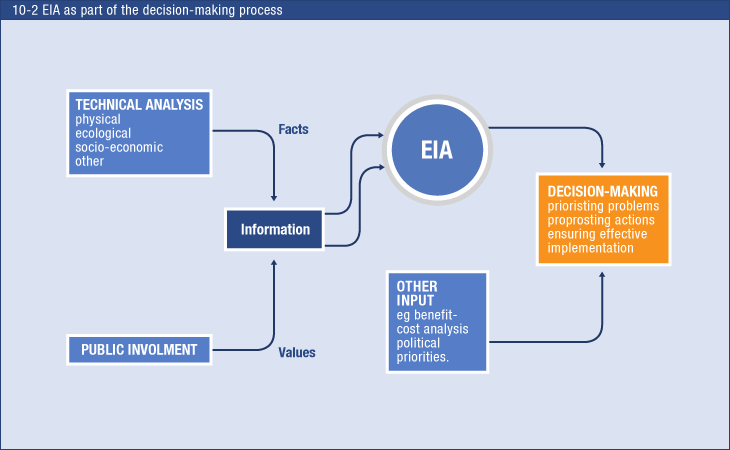 10-2 EIA as part of the decision-making process
TECHNICAL ANALYSIS
physical
ecological
socio-economic
other
Facts
EIA
Information
DECISION-MAKING
prioristing problems
proprosting actions
ensuring effective
implementation
OTHER
INPUT
eg benefit-
cost analysis
political
priorities.
PUBLIC INVOLMENT
Values